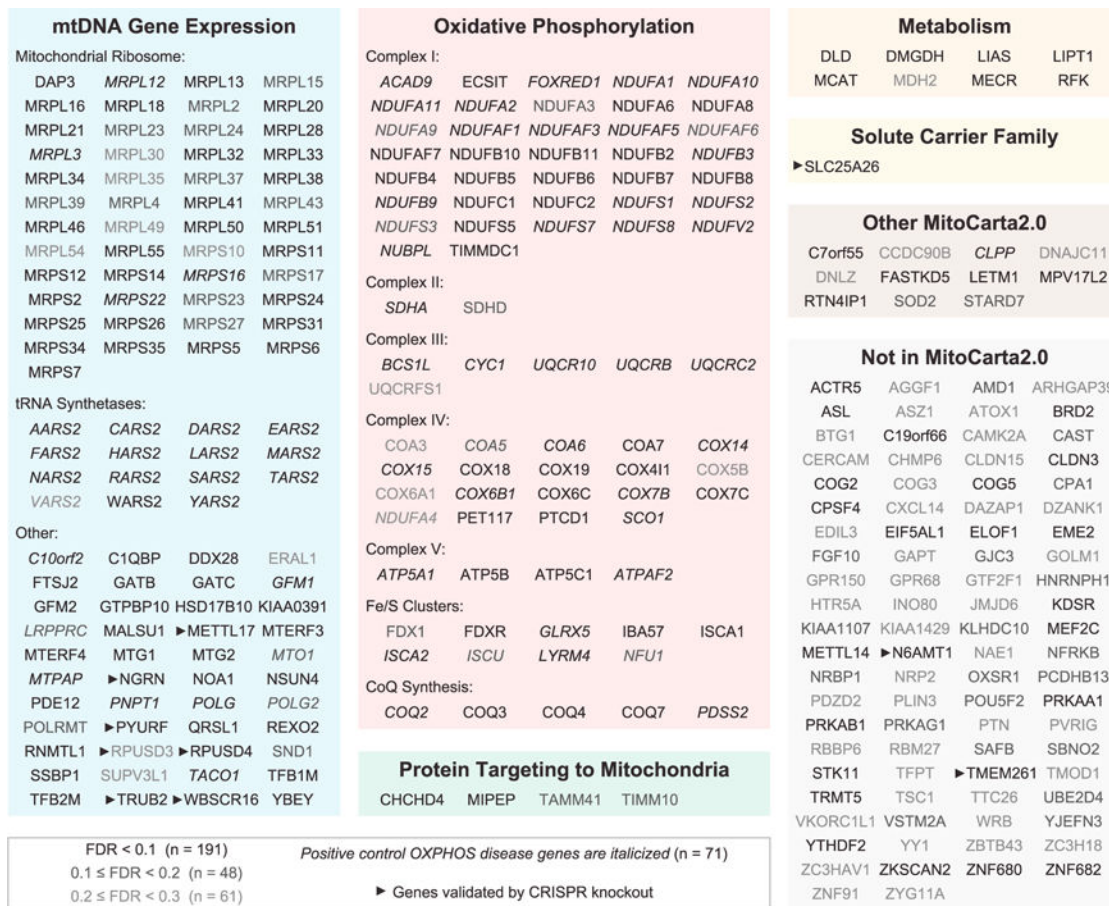 mtDNA Gene Expression
Mitochondrial Ribosome:
DAP3 MRPL12 MRPL13 MRPL15
MRPL16 MRPL18 MRPL2 MRPL20
MRPL21 MRPL23 MRPL24 MRPL28
MRPL3 MRPL30 MRPL32 MRPL33
MRPL34 MRPL35 MRPL37 MRPL38
MRPL39 MRPL4 MRPL41 MRPL43
MRPL46 MRPL49 MRPL50 MRPL51
MRPL54 MRPL55 MRPS10 MRPS11
MRPS12 MRPS14 MRPS16 MRPS17
MRPS2 MRPS22 MRPS23 MRPS24
MRPS25 MRPS26 MRPS27 MRPS31
MRPS34 MRPS35 MRPS5 MRPS6
MRPS7
tRNA Synthetases:
AARS2 CARS2 DARS2 EARS2
FARS2 HARS2 LARS2 MARS2
NARS2 RARS2 SARS2 TARS2
VARS2 WARS2 YARS2
Other:
C10orf2 C1QBP DDX28 ERAL1
FTSJ2 GATB GATC GFM1
GFM2 GTPBP10 HSD17B10 KIAA0391
LRPPRC MALSU1 ►METTL17 MTERF3
MTERF4 MTG1 MTG2 MTO1
MTPAP ►NGRN NOA1 NSUN4
PDE12 PNPT1 POLG POLG2
POLRMT ►PYURF QRSL1 REXO2
RNMTL1 ►RPUSD3 ►RPUSD4 SND1
SSBP1 SUPV3L1 TACO1 TFB1M
TFB2M ►TRUB2 ►WBSCR16 YBEY
Oxidative Phosphorylation
Complex I:
ACAD9 ECSIT FOXRED1 NDUFA1 NDUFA10
NDUFA11 NDUFA2 NDUFA3 NDUFA6 NDUFA8
NDUFA9 NDUFAF1 NDUFAF3 NDUFAF5 NDUFAF6
NDUFAF7 NDUFB10 NDUFB11 NDUFB2 NDUFB3
NDUFB4 NDUFB5 NDUFB6 NDUFB7 NDUFB8
NDUFB9 NDUFC1 NDUFC2 NDUFS1 NDUFS2
NDUFS3 NDUFS5 NDUFS7 NDUFS8 NDUFV2
NUBPL TIMMDC1
Complex II:
SDHA SDHD
Complex III:
BCS1L CYC1 UQCR10 UQCRB UQCRC2
UQCRFS1
Complex IV:
COA3 COA5 COA6 COA7 COX14
COX15 COX18 COX19 COX4I1 COX5B
COX6A1 COX6B1 COX6C COX7B COX7C
NDUFA4 PET117 PTCD1 SCO1
Complex V:
ATP5A1 ATP5B ATP5C1 ATPAF2
Fe/S Clusters:
FDX1 FDXR GLRX5 IBA57 ISCA1
ISCA2 ISCU LYRM4 NFU1
CoQ Synthesis:
COQ2 COQ3 COQ4 COQ7 PDSS2
Protein Targeting to Mitochondria
CHCHD4 MIPEP TAMM41 TIMM10
Metabolism
DLD DMGDH LIAS LIPT1
MCAT MDH2 MECR RFK
Solute Carrier Family
►SLC25A26
Other MitoCarta2.0
C7orf55 CCDC90B CLPP DNAJC11
DNLZ FASTKD5 LETM1 MPV17L2
RTN4IP1 SOD2 STARD7
Not in MitoCarta2.0
ACTR5 AGGF1 AMD1 ARHGAP39
ASL ASZ1 ATOX1 BRD2
BTG1 C19orf66 CAMK2A CAST
CERCAM CHMP6 CLDN15 CLDN3
COG2 COG3 COG5 CPA1
CPSF4 CXCL14 DAZAP1 DZANK1
EDIL3 EIF5AL1 ELOF1 EME2
FGF10 GAPT GJC3 GOLM1
GPR150 GPR68 GTF2F1 HNRNPH1
HTR5A INO80 JMJD6 KDSR
KIAA1107 KIAA1429 KLHDC10 MEF2C
METTL14 ►N6AMT1 NAE1 NFRKB
NRBP1 NRP2 OXSR1 PCDHB13
PDZD2 PLIN3 POU5F2 PRKAA1
PRKAB1 PRKAG1 PTN PVRIG
RBBP6 RBM27 SAFB SBNO2
STK11 TFPT ►TMEM261 TMOD1
TRMT5 TSC1 TTC26 UBE2D4
VKORC1L1 VSTM2A WRB YJEFN3
YTHDF2 YY1 ZBTB43 ZC3H18
ZC3HAV1 ZKSCAN2 ZNF680 ZNF682
ZNF91 ZYG11A
FDR < 0.1 (n = 191)
0.1 ≤ FDR < 0.2 (n = 48)
0.2 ≤ FDR < 0.3 (n = 61)
Positive control OXPHOS disease genes are italicized (n = 71)
► Genes validated by CRISPR knockout